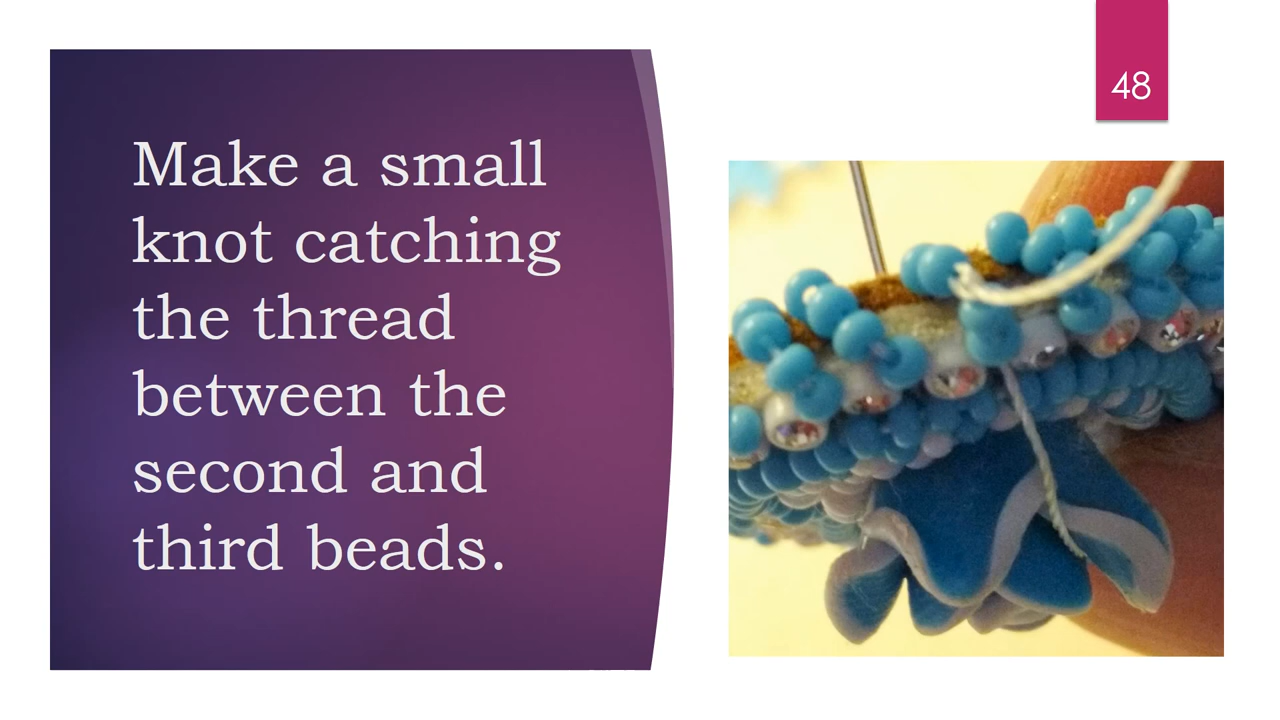 48
Make a small
knot catching
the thread
between the
second and
third beads.